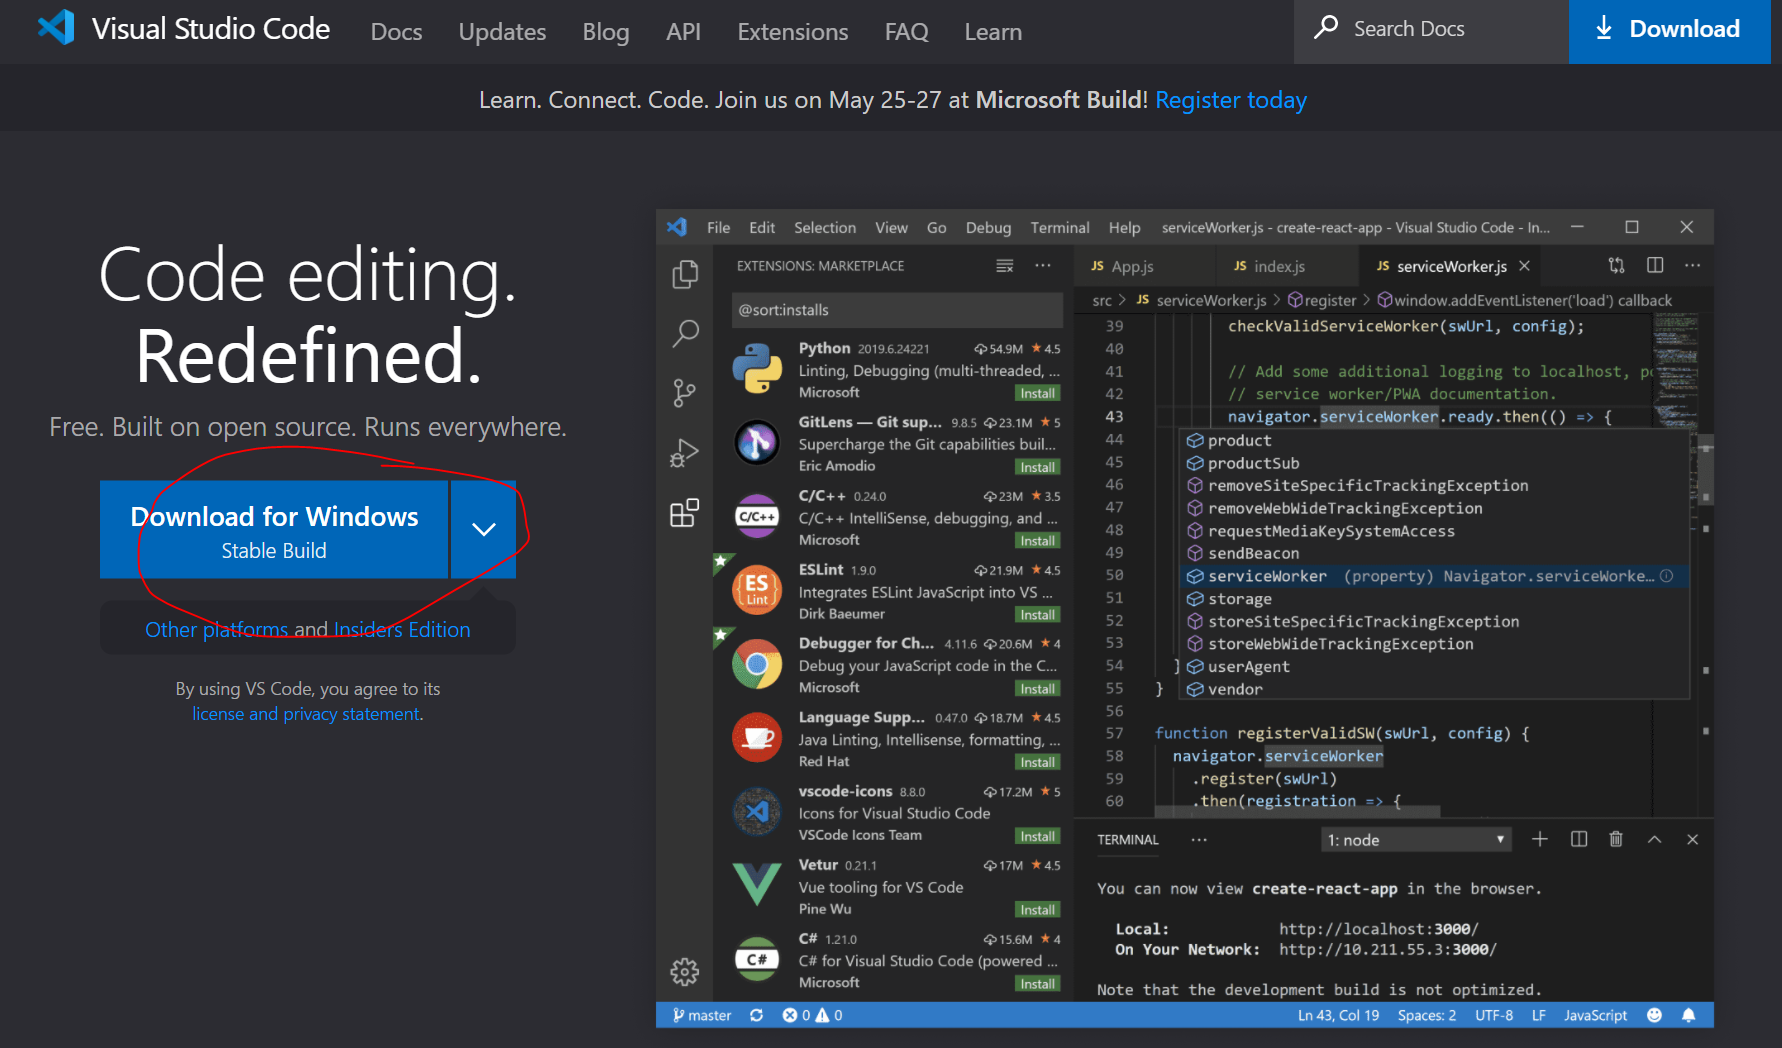 Visual Studio Code Docs Updates Blog API Extensions FAQ Learn Search Docs Download
Learn. Connect. Code. Join us on May 25-27 at Microsoft Build! Register today
Code editing.
Redefined.
Free. Built on open source. Runs everywhere.
Download for Windows
Stable Build
Other platforms and Insiders Edition
By using VS Code, you agree to its
license and privacy statement.
File Edit Selection View Go Debug Terminal Help serviceWorker.js - create-react-app - Visual Studio Code - In...
EXTENSIONS: MARKETPLACE
@sort:installs
Python 2019.6.24221 54.9M 4.5
Linting, Debugging (multi-threaded, ...
Microsoft Install
GitLens — Git sup... 9.8.5 23.1M 5
Supercharge the Git capabilities buil...
Eric Amodio Install
C/C++ 0.24.0 23M 3.5
C/C++
C/C++ IntelliSense, debugging, and ...
Microsoft Install
ESLint 1.9.0 21.9M 4.5
ES
Lint
Integrates ESLint JavaScript into VS ...
Dirk Baeumer Install
Debugger for Ch... 4.11.6 20.6M 4
Debug your JavaScript code in the C...
Microsoft Install
Language Supp... 0.47.0 18.7M 4.5
Java Linting, Intellisense, formatting, ...
Red Hat Install
vscode-icons 8.8.0 17.2M 5
Icons for Visual Studio Code
VSCode Icons Team Install
Vetur 0.21.1 17M 4.5
Vue tooling for VS Code
Pine Wu Install
C# 1.21.0 15.6M 4
C#
C# for Visual Studio Code (powered ...
Microsoft Install
JS App.js JS index.js JS serviceWorker.js
src > JS serviceWorker.js > register > window.addEventListener('load') callback
39 checkValidServiceWorker(swUrl, config);
40
41 // Add some additional logging to localhost, po
42 // service worker/PWA documentation.
43 navigator.serviceWorker.ready.then(() => {
44 product
45 productSub
46 removeSiteSpecificTrackingException
47 removeWebWideTrackingException
48 requestMediaKeySystemAccess
49 sendBeacon
50 serviceWorker (property) Navigator.serviceWorke...
51 storage
52 storeSiteSpecificTrackingException
53 storeWebWideTrackingException
54 } userAgent
55 } vendor
56
57 function registerValidSW(swUrl, config) {
58 navigator.serviceWorker
59 .register(swUrl)
60 .then(registration => {
TERMINAL ... 1: node
You can now view create-react-app in the browser.
Local: http://localhost:3000/
On Your Network: http://10.211.55.3:3000/
Note that the development build is not optimized.
master 0 0 Ln 43, Col 19 Spaces: 2 UTF-8 LF JavaScript